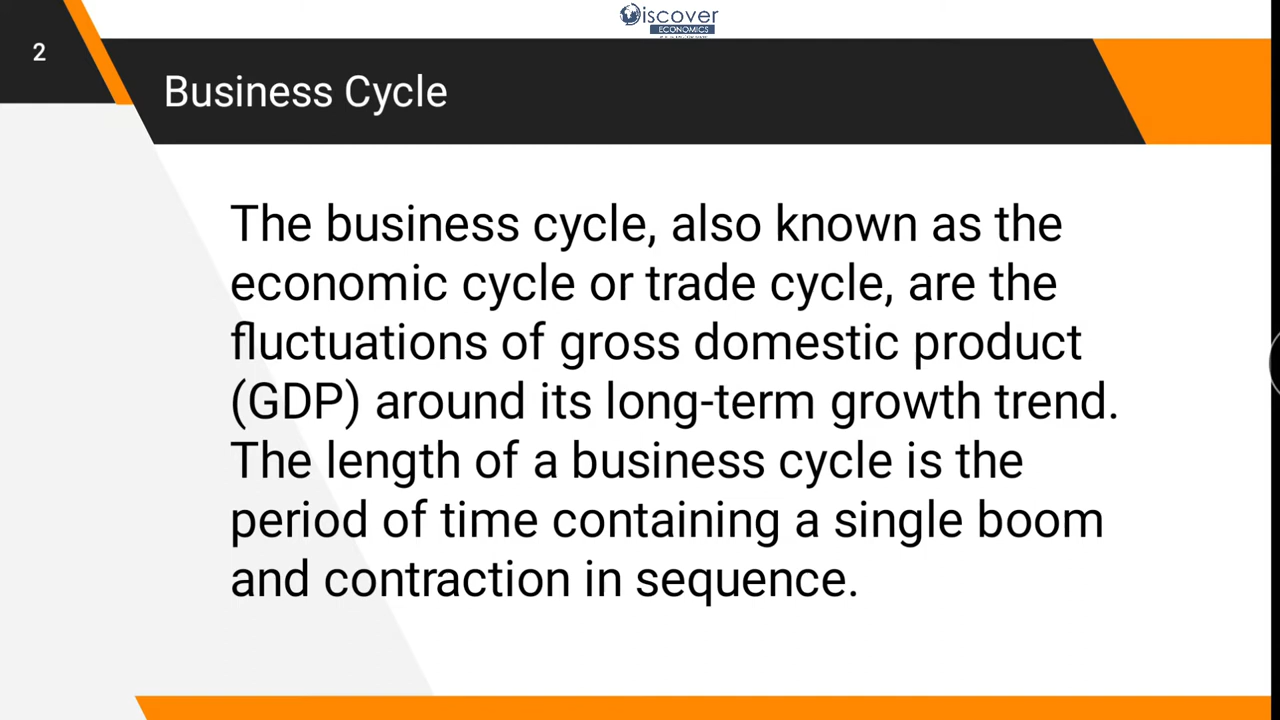 Discover
ECONOMICS
2
Business Cycle
The business cycle, also known as the
economic cycle or trade cycle, are the
fluctuations of gross domestic product
(GDP) around its long-term growth trend.
The length of a business cycle is the
period of time containing a single boom
and contraction in sequence.